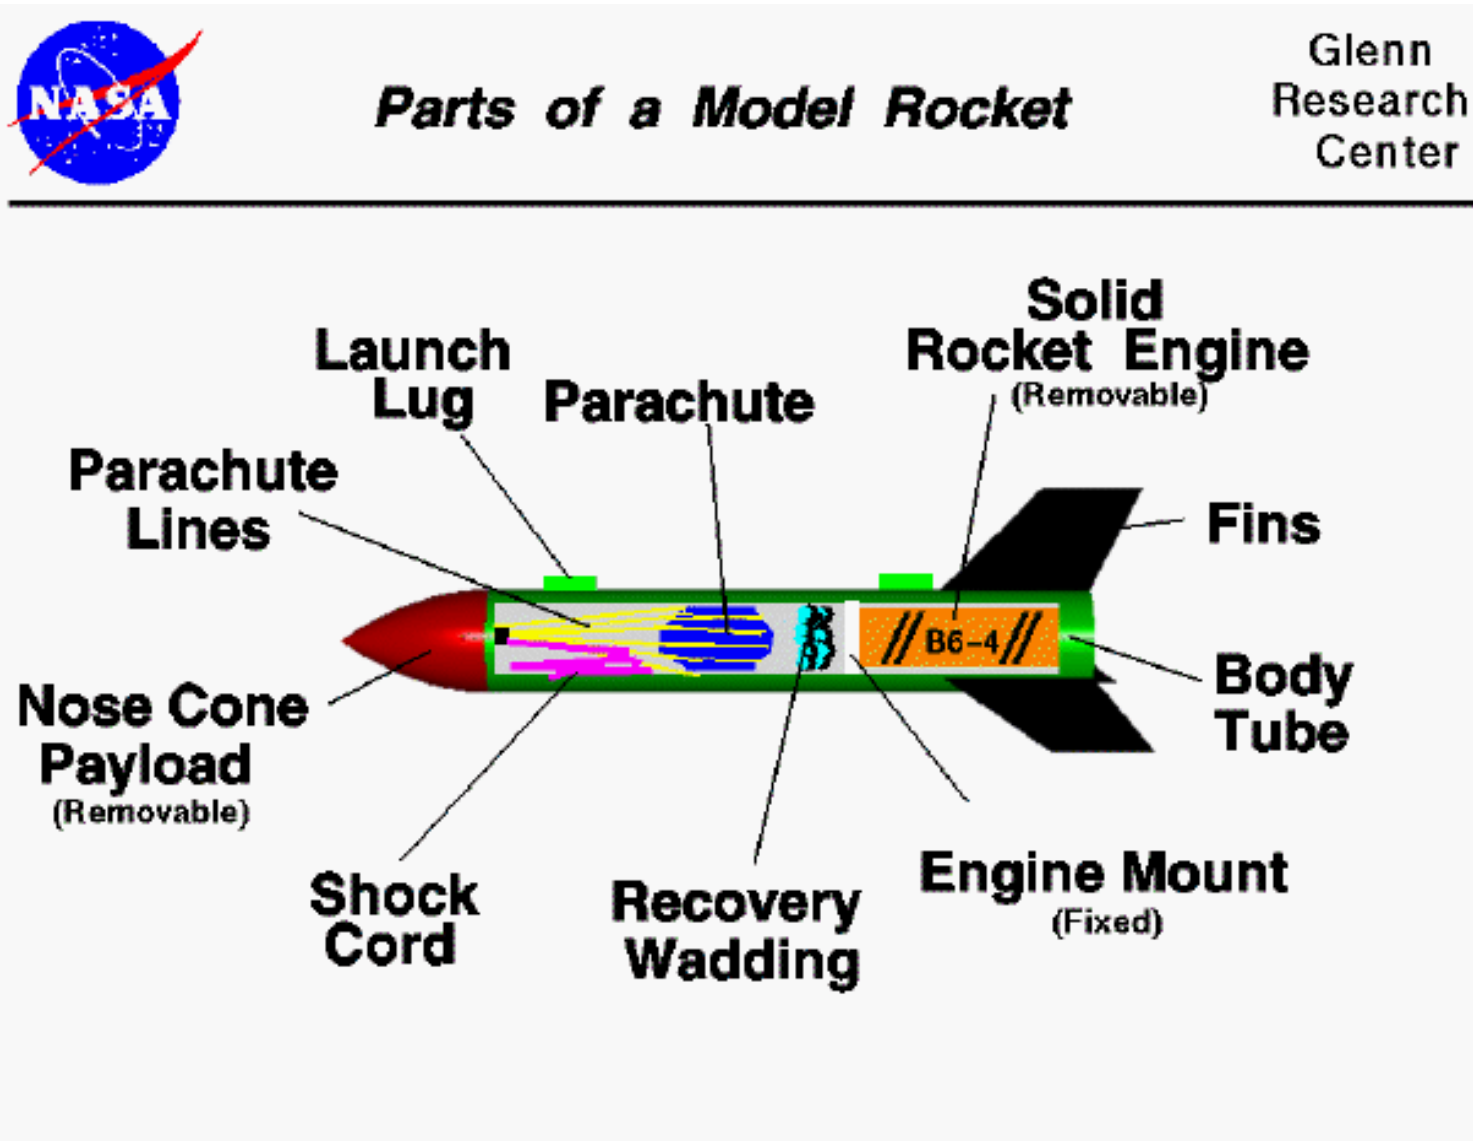 NASA
Parts of a Model Rocket
Glenn
Research
Center
Solid
Rocket Engine
(Removable)
Launch
Lug
Parachute
Parachute
Lines
Fins
B6-4
Body
Tube
Nose Cone
Payload
(Removable)
Shock
Cord
Recovery
Wadding
Engine Mount
(Fixed)